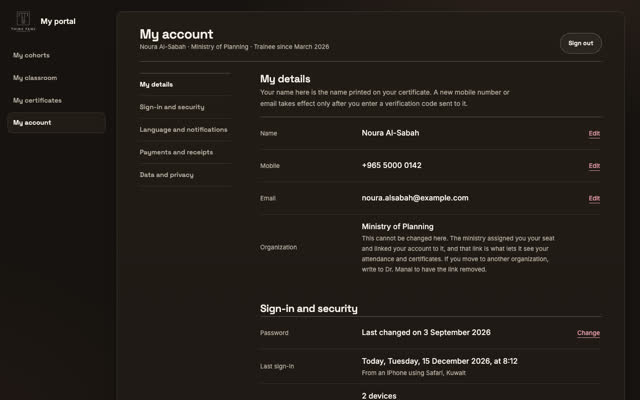 THINK FEMS
My portal
My cohorts
My classroom
My certificates
My account
My account
Noura Al-Sabah · Ministry of Planning · Trainee since March 2026
Sign out
My details
Sign-in and security
Language and notifications
Payments and receipts
Data and privacy
My details
Your name here is the name printed on your certificate. A new mobile number or
email takes effect only after you enter a verification code sent to it.
Name
Noura Al-Sabah
Edit
Mobile
+965 5000 0142
Edit
Email
noura.alsabah@example.com
Edit
Organization
Ministry of Planning
This cannot be changed here. The ministry assigned you your seat
and linked your account to it, and that link is what lets it see your
attendance and certificates. If you move to another organization,
write to Dr. Manal to have the link removed.
Sign-in and security
Password
Last changed on 3 September 2026
Change
Last sign-in
Today, Tuesday, 15 December 2026, at 8:12
From an iPhone using Safari, Kuwait
2 devices